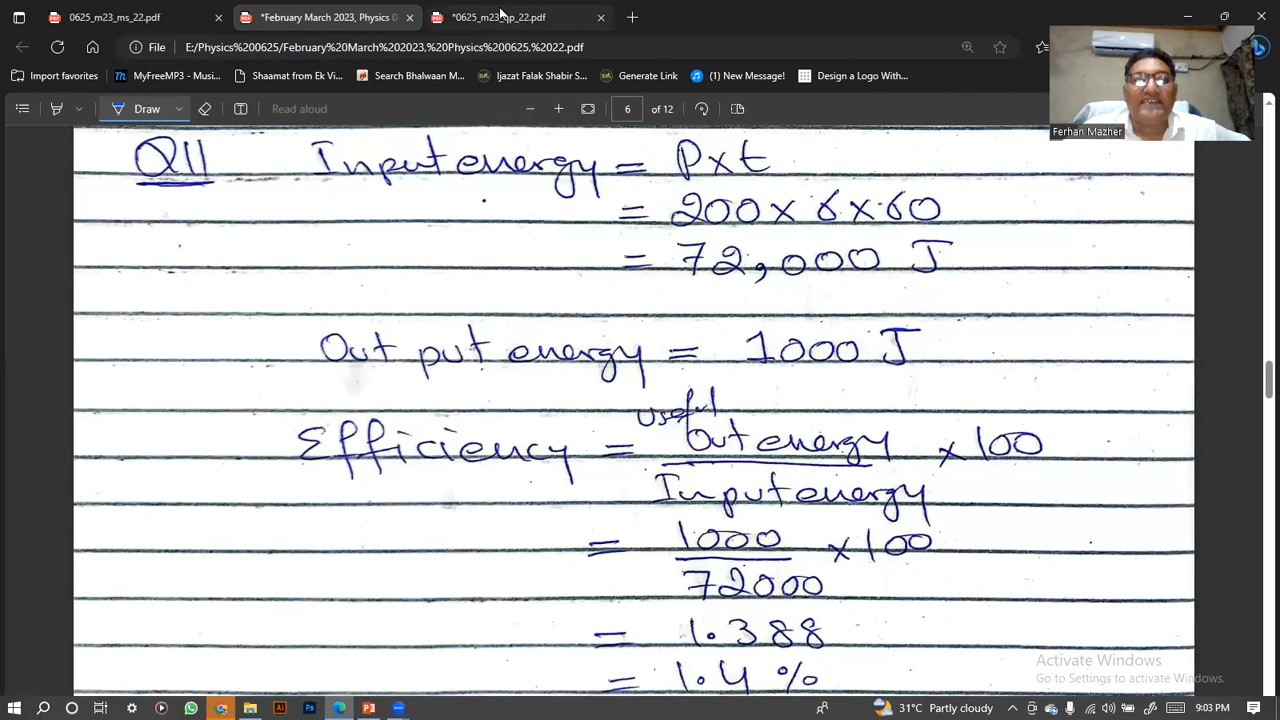 0625_m23_ms_22.pdf
*February March 2023, Physics 0
*0625_m23_qp_22.pdf
File
E:/Physics%200625/February%20March%202023,%20Physics%200625,%2022.pdf
Import favorites
MyFreeMP3 - Musi...
Shaamat from Ek Vi...
Search Bhalwaan M...
Ijazat Falak Shabir S...
Generate Link
(1) New Message!
Design a Logo With...
Draw
Read aloud
6 of 12
Ferhan Mazher
Q11 Input energy = P x t
= 200 x 6 x 60
= 72,000 J
Out put energy = 1000 J
useful
Efficiency = Out energy x 100
Input energy
= 1000 x 100
72000
= 1.388
= 1.4 %
Activate Windows
Go to Settings to activate Windows.
31°C Partly cloudy
9:03 PM